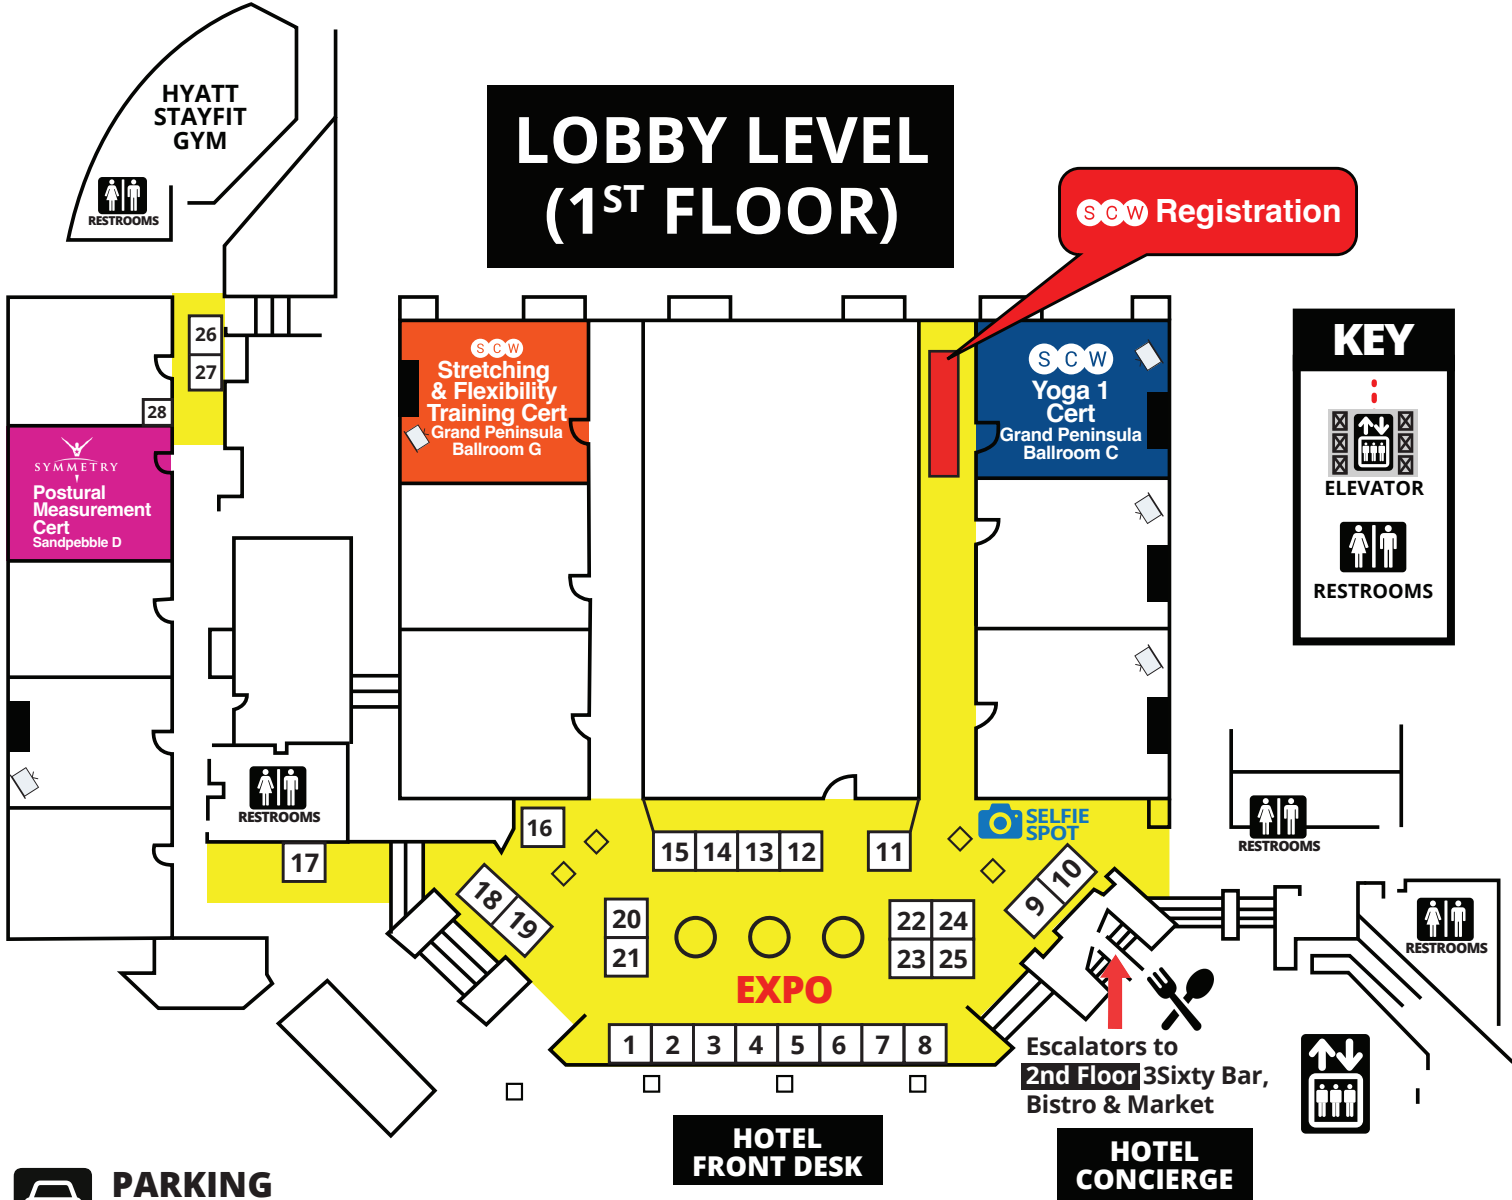 HYATT
STAYFIT
GYM
RESTROOMS
LOBBY LEVEL
(1ST FLOOR)
SCW Registration
26
27
28
SYMMETRY
Postural
Measurement
Cert
Sandpebble D
SCW
Stretching
& Flexibility
Training Cert
Grand Peninsula
Ballroom G
SCW
Yoga 1
Cert
Grand Peninsula
Ballroom C
KEY
ELEVATOR
RESTROOMS
RESTROOMS
17
16
15 14 13 12
11
SELFIE
SPOT
18
19
20
21
22 24
23 25
9
10
EXPO
1 2 3 4 5 6 7 8
RESTROOMS
RESTROOMS
Escalators to
2nd Floor 3Sixty Bar,
Bistro & Market
HOTEL
FRONT DESK
HOTEL
CONCIERGE
PARKING